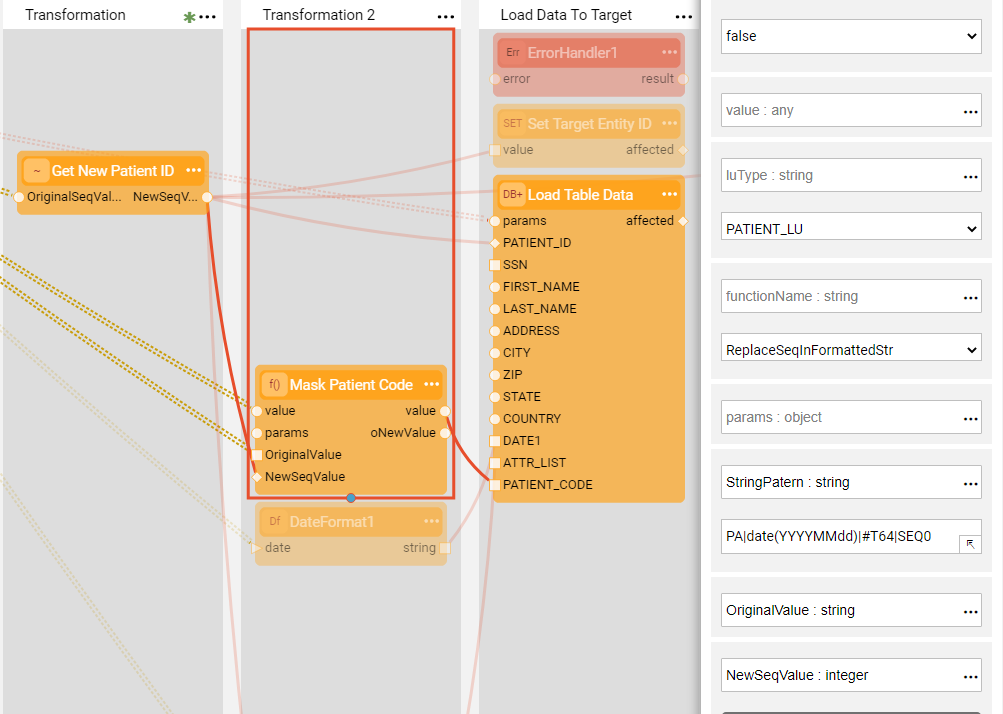 Transformation
Transformation 2
Load Data To Target
Err ErrorHandler1
error result
SET Set Target Entity ID
value affected
~ Get New Patient ID
OriginalSeqVal... NewSeqV...
DB+ Load Table Data
params affected
PATIENT_ID
SSN
FIRST_NAME
LAST_NAME
ADDRESS
CITY
ZIP
STATE
COUNTRY
DATE1
ATTR_LIST
PATIENT_CODE
f() Mask Patient Code
value value
params oNewValue
OriginalValue
NewSeqValue
Df DateFormat1
date string
false
value : any
luType : string
PATIENT_LU
functionName : string
ReplaceSeqInFormattedStr
params : object
StringPatern : string
PA|date(YYYYMMdd)|#T64|SEQ0
OriginalValue : string
NewSeqValue : integer